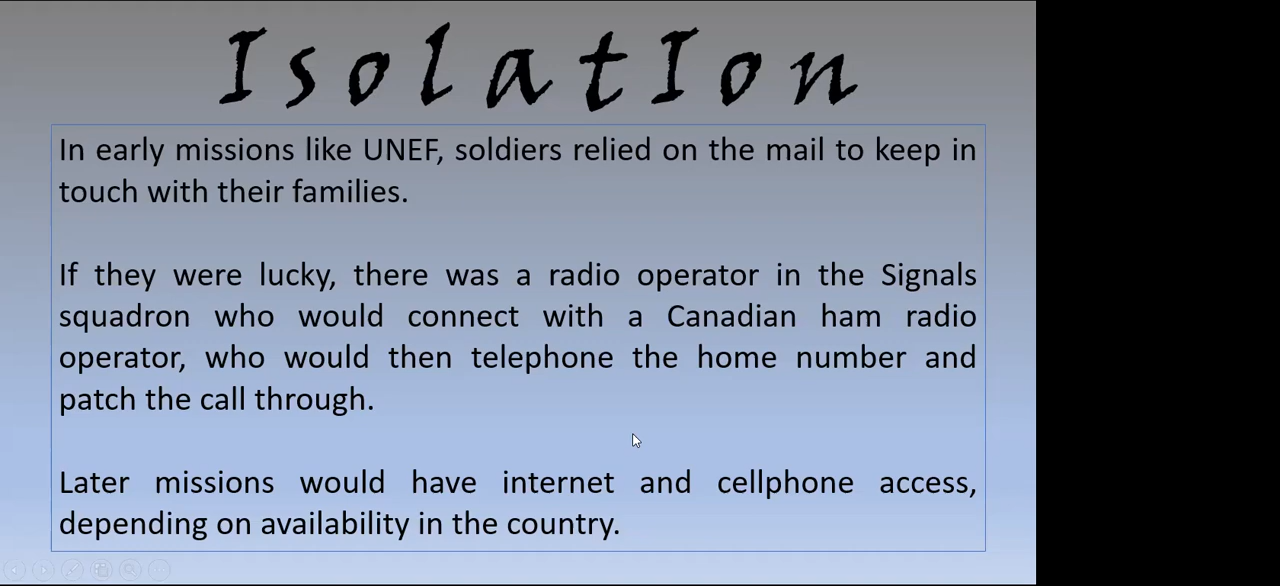 IsolatIon
In early missions like UNEF, soldiers relied on the mail to keep in
touch with their families.
If they were lucky, there was a radio operator in the Signals
squadron who would connect with a Canadian ham radio
operator, who would then telephone the home number and
patch the call through.
Later missions would have internet and cellphone access,
depending on availability in the country.